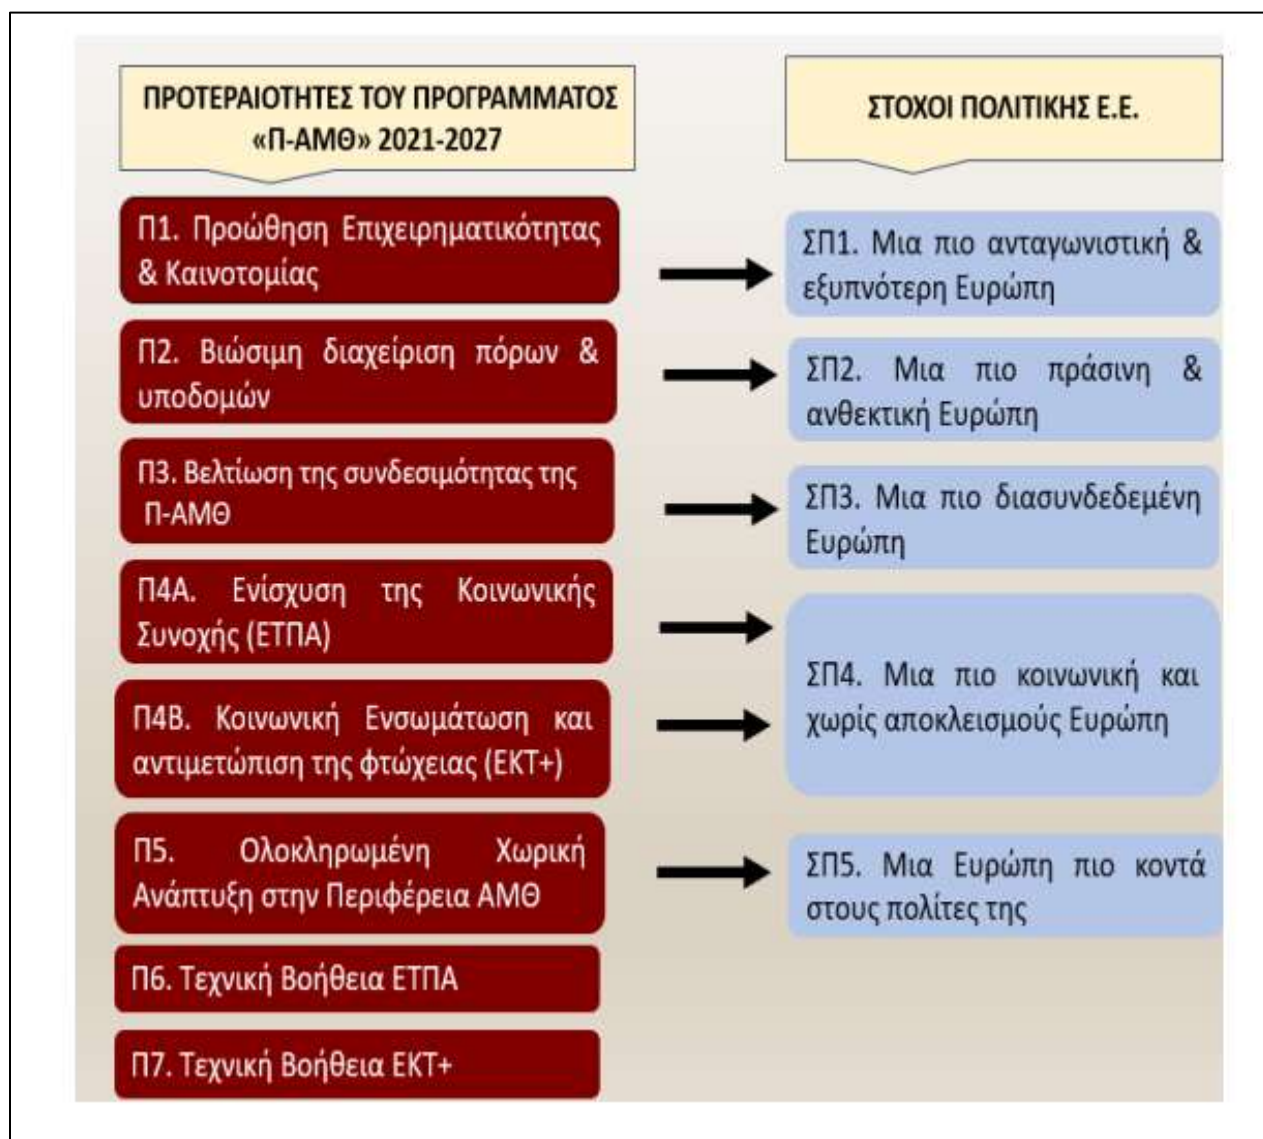 ΠΡΟΤΕΡΑΙΟΤΗΤΕΣ ΤΟΥ ΠΡΟΓΡΑΜΜΑΤΟΣ
«Π-ΑΜΘ» 2021-2027
ΣΤΟΧΟΙ ΠΟΛΙΤΙΚΗΣ Ε.Ε.
Π1. Προώθηση Επιχειρηματικότητας
& Καινοτομίας
ΣΠ1. Μια πιο ανταγωνιστική &
εξυπνότερη Ευρώπη
Π2. Βιώσιμη διαχείριση πόρων &
υποδομών
ΣΠ2. Μια πιο πράσινη &
ανθεκτική Ευρώπη
Π3. Βελτίωση της συνδεσιμότητας της
Π-ΑΜΘ
ΣΠ3. Μια πιο διασυνδεδεμένη
Ευρώπη
Π4Α. Ενίσχυση της Κοινωνικής
Συνοχής (ΕΤΠΑ)
Π4Β. Κοινωνική Ενσωμάτωση και
αντιμετώπιση της φτώχειας (ΕΚΤ+)
ΣΠ4. Μια πιο κοινωνική και
χωρίς αποκλεισμούς Ευρώπη
Π5. Ολοκληρωμένη Χωρική
Ανάπτυξη στην Περιφέρεια ΑΜΘ
ΣΠ5. Μια Ευρώπη πιο κοντά
στους πολίτες της
Π6. Τεχνική Βοήθεια ΕΤΠΑ
Π7. Τεχνική Βοήθεια ΕΚΤ+